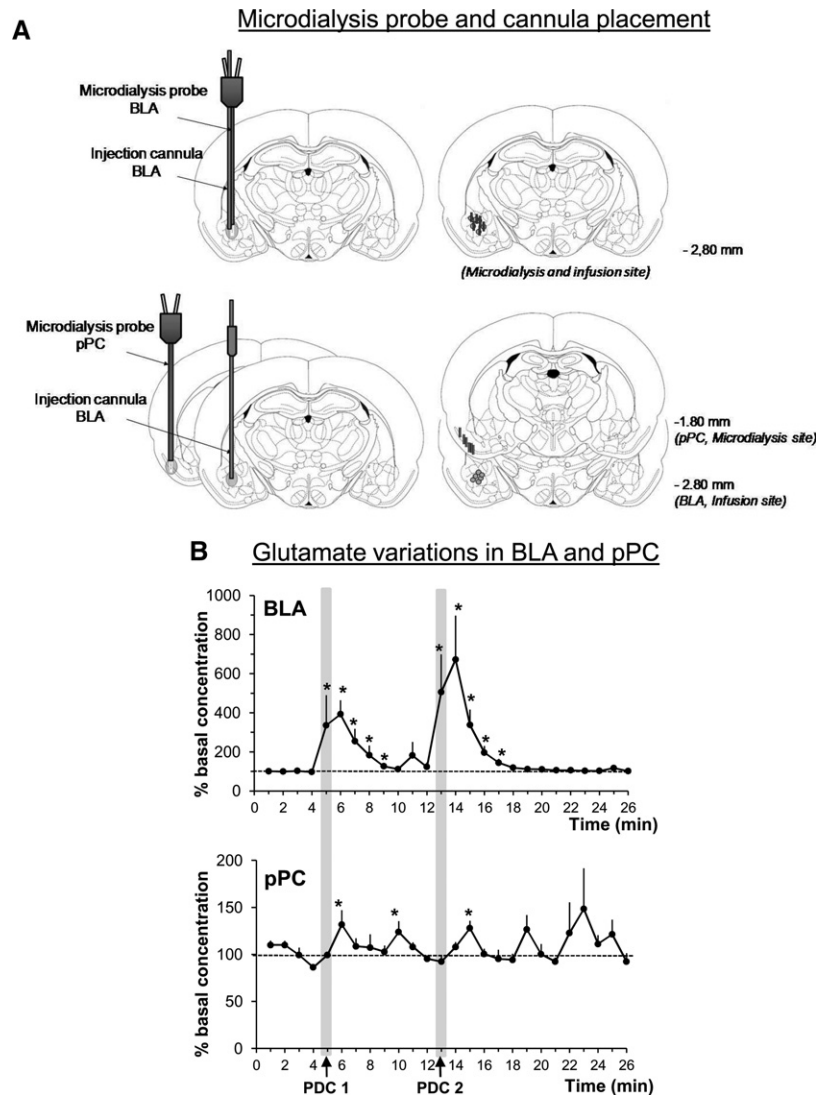 Microdialysis probe and cannula placement
A
Microdialysis probe
BLA
Injection cannula
BLA
- 2,80 mm
(Microdialysis and infusion site)
Microdialysis probe
pPC
Injection cannula
BLA
-1.80 mm
(pPC, Microdialysis site)
- 2.80 mm
(BLA, Infusion site)
B Glutamate variations in BLA and pPC
BLA
% basal concentration
1000
800
600
400
200
0
* * * * * * * * * *
0 2 4 6 8 10 12 14 16 18 20 22 24 26
Time (min)
pPC
% basal concentration
200
150
100
50
0
* * *
0 2 4 6 8 10 12 14 16 18 20 22 24 26
PDC 1 PDC 2 Time (min)